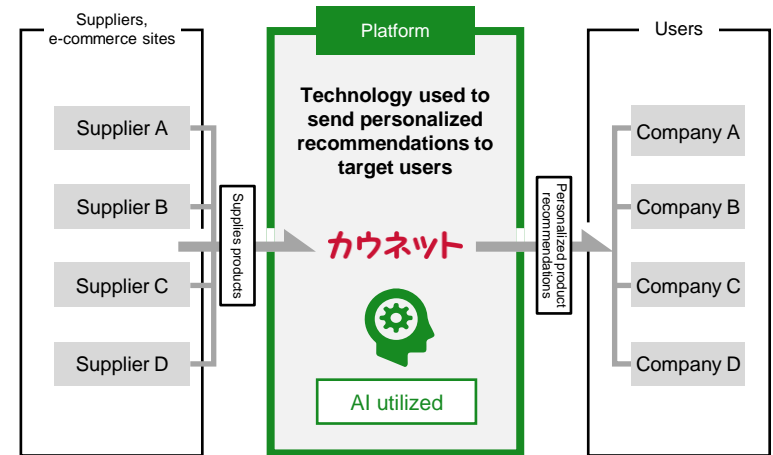 Suppliers,
e-commerce sites
Supplier A
Supplier B
Supplier C
Supplier D
Supplies products
Platform
Technology used to
send personalized
recommendations to
target users
カウネット
AI utilized
Personalized product
recommendations
Users
Company A
Company B
Company C
Company D